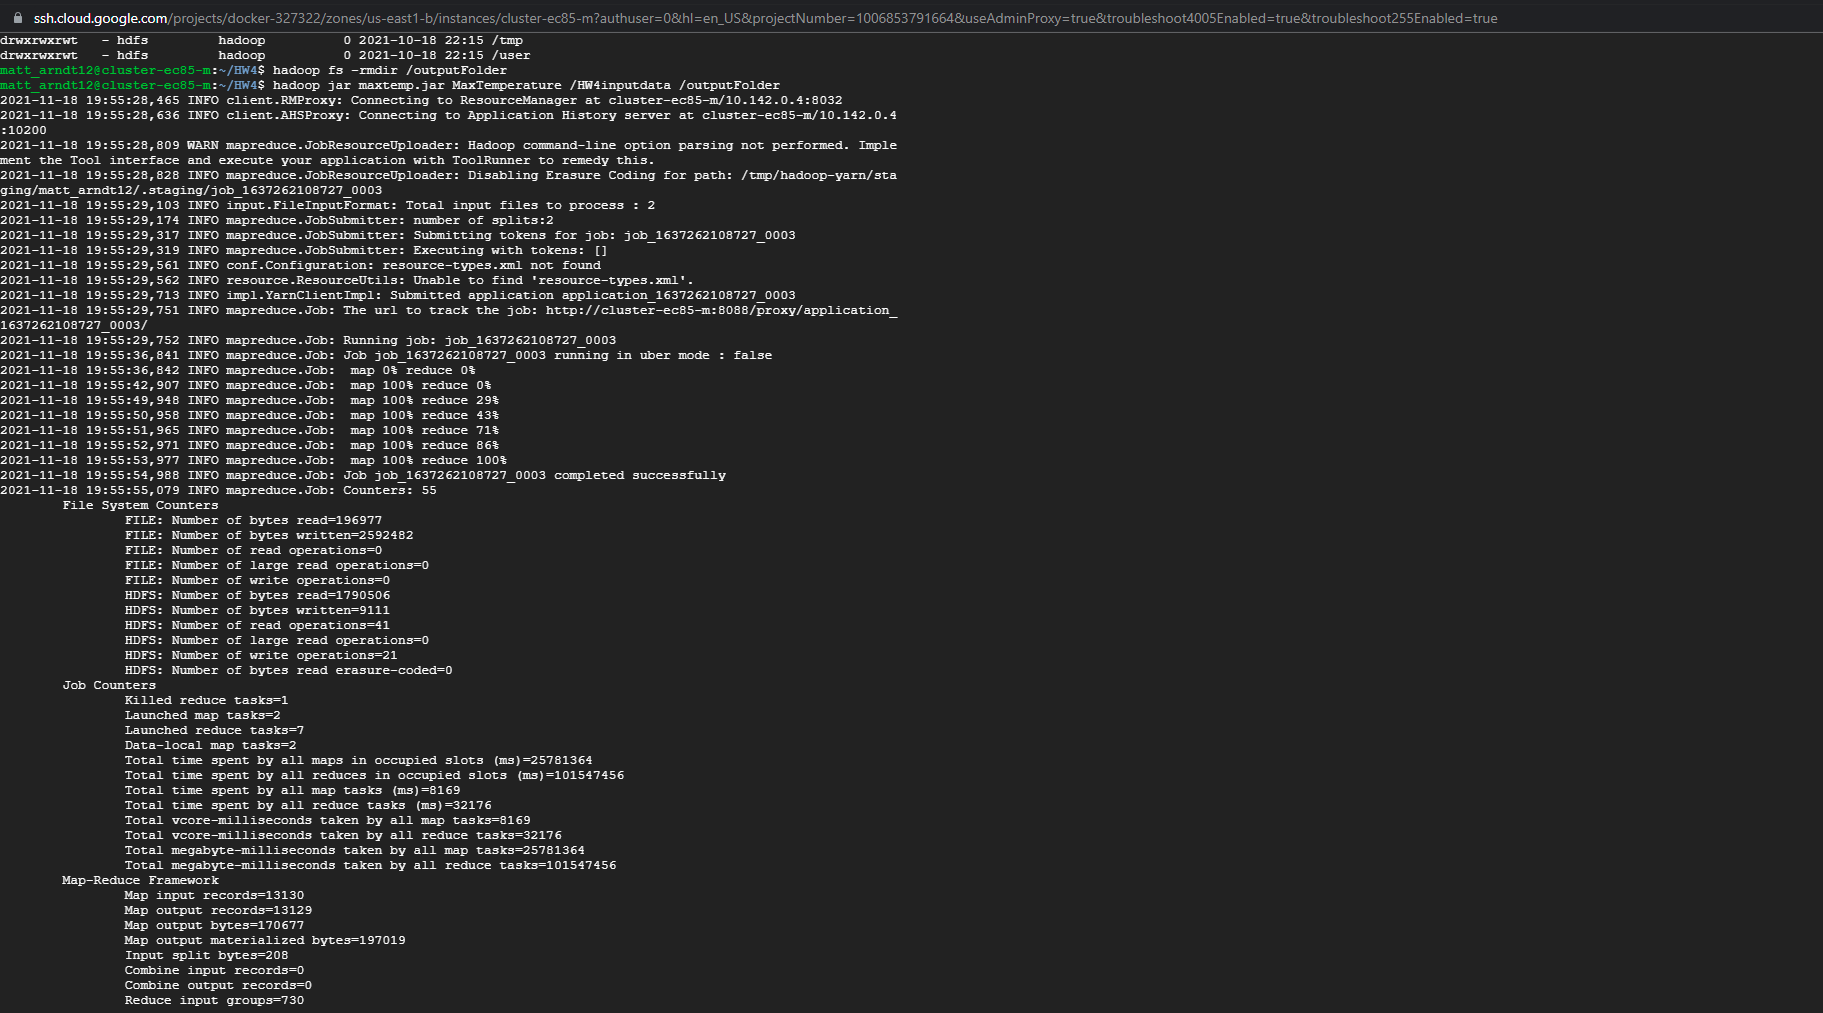 ssh.cloud.google.com/projects/docker-327322/zones/us-east1-b/instances/cluster-ec85-m?authuser=0&hl=en_US&projectNumber=1006853791664&useAdminProxy=true&troubleshoot4005Enabled=true&troubleshoot255Enabled=true
drwxrwxrwt   - hdfs         hadoop          0 2021-10-18 22:15 /tmp
drwxrwxrwt   - hdfs         hadoop          0 2021-10-18 22:15 /user
matt_arndt12@cluster-ec85-m:~/HW4$ hadoop fs -rmdir /outputFolder
matt_arndt12@cluster-ec85-m:~/HW4$ hadoop jar maxtemp.jar MaxTemperature /HW4inputdata /outputFolder
2021-11-18 19:55:28,465 INFO client.RMProxy: Connecting to ResourceManager at cluster-ec85-m/10.142.0.4:8032
2021-11-18 19:55:28,636 INFO client.AHSProxy: Connecting to Application History server at cluster-ec85-m/10.142.0.4
:10200
2021-11-18 19:55:28,809 WARN mapreduce.JobResourceUploader: Hadoop command-line option parsing not performed. Imple
ment the Tool interface and execute your application with ToolRunner to remedy this.
2021-11-18 19:55:28,828 INFO mapreduce.JobResourceUploader: Disabling Erasure Coding for path: /tmp/hadoop-yarn/sta
ging/matt_arndt12/.staging/job_1637262108727_0003
2021-11-18 19:55:29,103 INFO input.FileInputFormat: Total input files to process : 2
2021-11-18 19:55:29,174 INFO mapreduce.JobSubmitter: number of splits:2
2021-11-18 19:55:29,317 INFO mapreduce.JobSubmitter: Submitting tokens for job: job_1637262108727_0003
2021-11-18 19:55:29,319 INFO mapreduce.JobSubmitter: Executing with tokens: []
2021-11-18 19:55:29,561 INFO conf.Configuration: resource-types.xml not found
2021-11-18 19:55:29,562 INFO resource.ResourceUtils: Unable to find 'resource-types.xml'.
2021-11-18 19:55:29,713 INFO impl.YarnClientImpl: Submitted application application_1637262108727_0003
2021-11-18 19:55:29,751 INFO mapreduce.Job: The url to track the job: http://cluster-ec85-m:8088/proxy/application_
1637262108727_0003/
2021-11-18 19:55:29,752 INFO mapreduce.Job: Running job: job_1637262108727_0003
2021-11-18 19:55:36,841 INFO mapreduce.Job: Job job_1637262108727_0003 running in uber mode : false
2021-11-18 19:55:36,842 INFO mapreduce.Job:  map 0% reduce 0%
2021-11-18 19:55:42,907 INFO mapreduce.Job:  map 100% reduce 0%
2021-11-18 19:55:49,948 INFO mapreduce.Job:  map 100% reduce 29%
2021-11-18 19:55:50,958 INFO mapreduce.Job:  map 100% reduce 43%
2021-11-18 19:55:51,965 INFO mapreduce.Job:  map 100% reduce 71%
2021-11-18 19:55:52,971 INFO mapreduce.Job:  map 100% reduce 86%
2021-11-18 19:55:53,977 INFO mapreduce.Job:  map 100% reduce 100%
2021-11-18 19:55:54,988 INFO mapreduce.Job: Job job_1637262108727_0003 completed successfully
2021-11-18 19:55:55,079 INFO mapreduce.Job: Counters: 55
File System Counters
FILE: Number of bytes read=196977
FILE: Number of bytes written=2592482
FILE: Number of read operations=0
FILE: Number of large read operations=0
FILE: Number of write operations=0
HDFS: Number of bytes read=1790506
HDFS: Number of bytes written=9111
HDFS: Number of read operations=41
HDFS: Number of large read operations=0
HDFS: Number of write operations=21
HDFS: Number of bytes read erasure-coded=0
Job Counters
Killed reduce tasks=1
Launched map tasks=2
Launched reduce tasks=7
Data-local map tasks=2
Total time spent by all maps in occupied slots (ms)=25781364
Total time spent by all reduces in occupied slots (ms)=101547456
Total time spent by all map tasks (ms)=8169
Total time spent by all reduce tasks (ms)=32176
Total vcore-milliseconds taken by all map tasks=8169
Total vcore-milliseconds taken by all reduce tasks=32176
Total megabyte-milliseconds taken by all map tasks=25781364
Total megabyte-milliseconds taken by all reduce tasks=101547456
Map-Reduce Framework
Map input records=13130
Map output records=13129
Map output bytes=170677
Map output materialized bytes=197019
Input split bytes=208
Combine input records=0
Combine output records=0
Reduce input groups=730